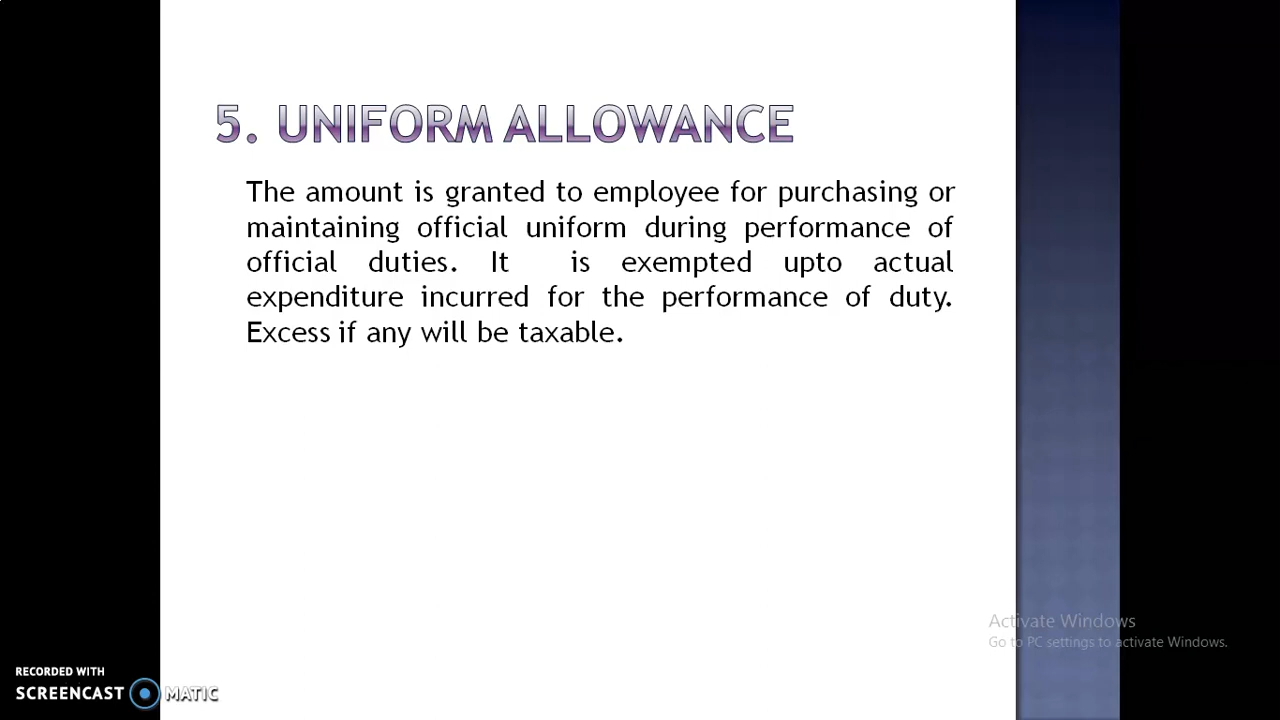 5. UNIFORM ALLOWANCE
The amount is granted to employee for purchasing or
maintaining official uniform during performance of
official duties. It is exempted upto actual
expenditure incurred for the performance of duty.
Excess if any will be taxable.
Activate Windows
Go to PC settings to activate Windows.
RECORDED WITH
SCREENCAST MATIC